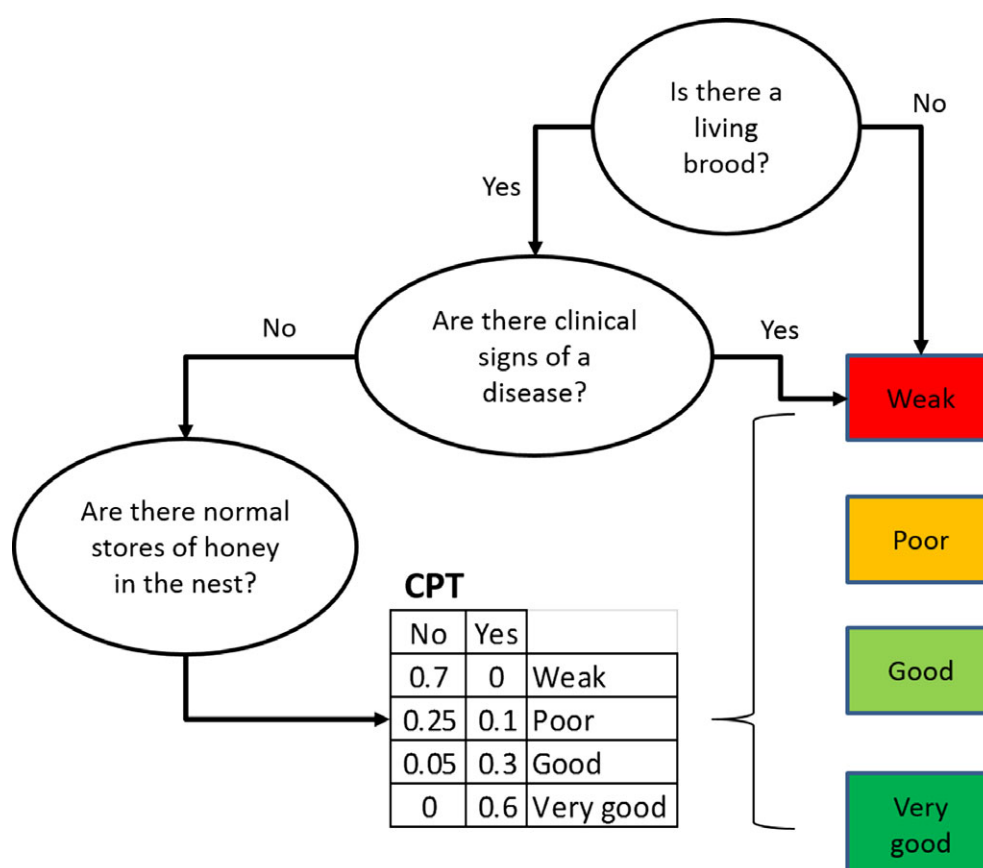 Is there a
living
brood?
No
Yes
Are there clinical
signs of a
disease?
No
Yes
Weak
Are there normal
stores of honey
in the nest?
Poor
CPT
No Yes
0.7 0 Weak
0.25 0.1 Poor
0.05 0.3 Good
0 0.6 Very good
Good
Very
good